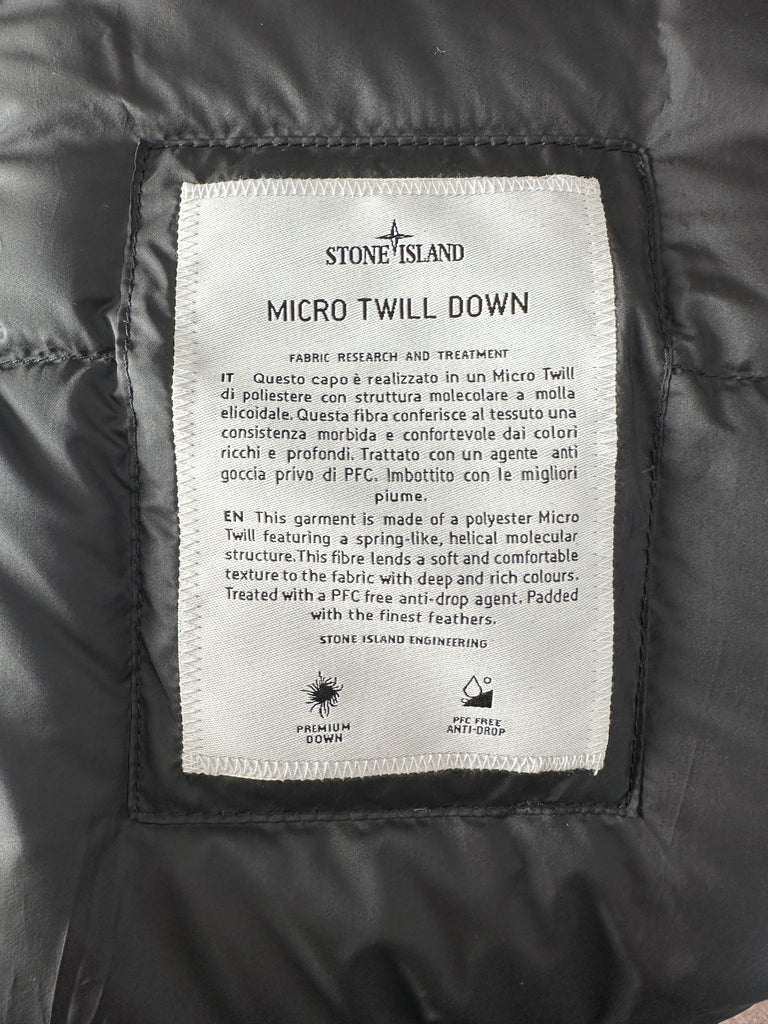 STONE ISLAND
MICRO TWILL DOWN
FABRIC RESEARCH AND TREATMENT
IT Questo capo è realizzato in un Micro Twill
di poliestere con struttura molecolare a molla
elicoidale. Questa fibra conferisce al tessuto una
consistenza morbida e confortevole dai colori
ricchi e profondi. Trattato con un agente anti
goccia privo di PFC. Imbottito con le migliori
piume.
EN This garment is made of a polyester Micro
Twill featuring a spring-like, helical molecular
structure.This fibre lends a soft and comfortable
texture to the fabric with deep and rich colours.
Treated with a PFC free anti-drop agent. Padded
with the finest feathers.
STONE ISLAND ENGINEERING
PREMIUM
DOWN
PFC FREE
ANTI-DROP